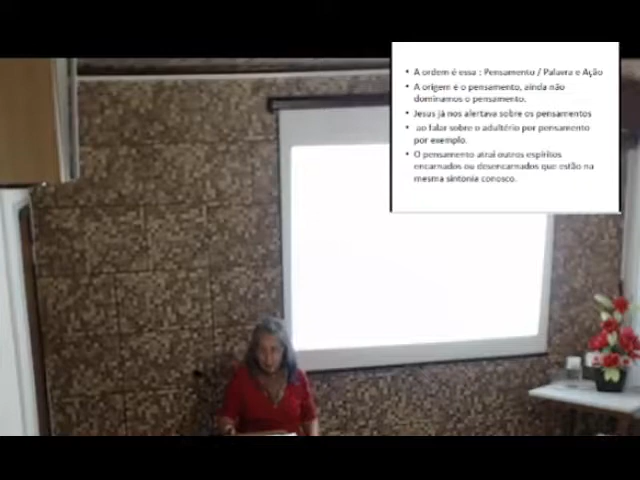 • A ordem é essa : Pensamento / Palavra e Ação
• A origem é o pensamento, ainda não
dominamos o pensamento.
• Jesus já nos alertava sobre os pensamentos
• ao falar sobre o adultério por pensamento
por exemplo.
• O pensamento atrai outros espíritos
encarnados ou desencarnados que estão na
mesma sintonia conosco.